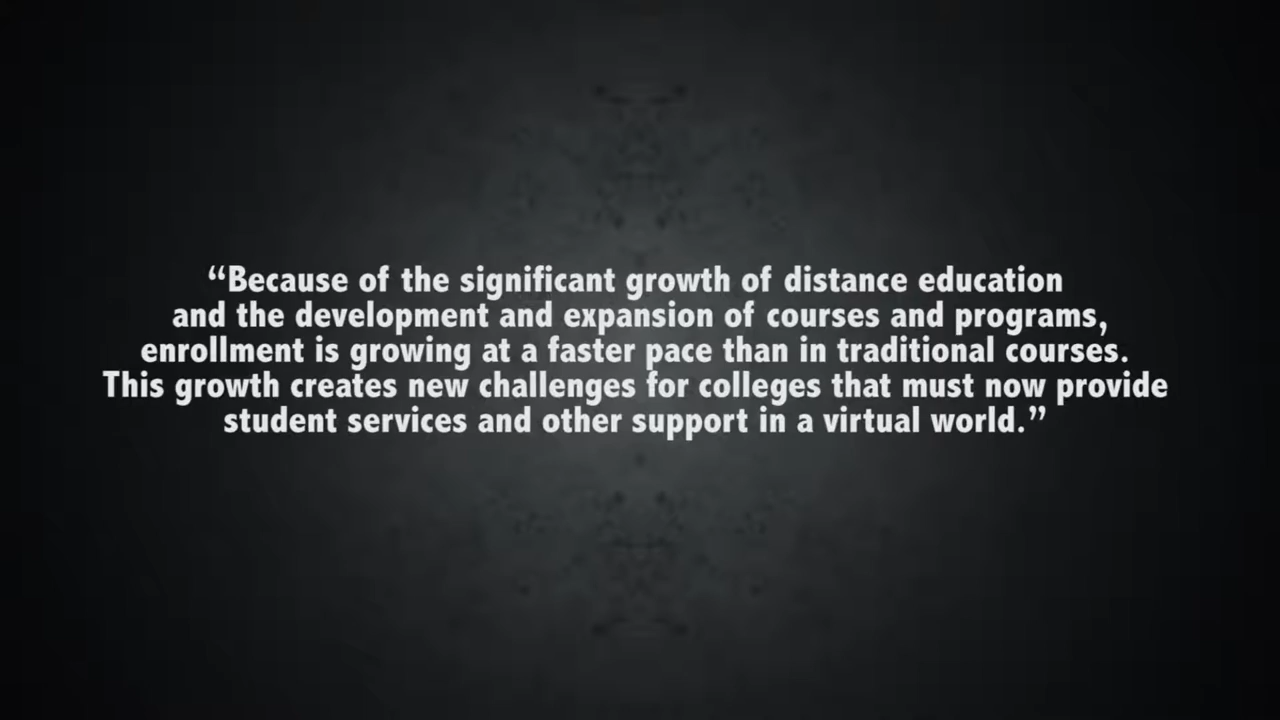 “Because of the significant growth of distance education
and the development and expansion of courses and programs,
enrollment is growing at a faster pace than in traditional courses.
This growth creates new challenges for colleges that must now provide
student services and other support in a virtual world.”